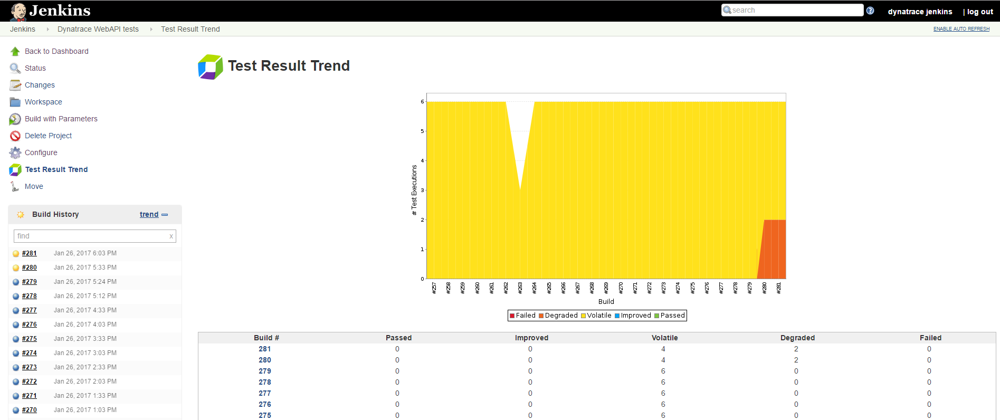 Jenkins
search
dynatrace jenkins | log out
Jenkins Dynatrace WebAPI tests Test Result Trend
ENABLE AUTO REFRESH
Back to Dashboard
Status
Changes
Workspace
Build with Parameters
Delete Project
Configure
Test Result Trend
Move
Build History trend
find x
#281 Jan 26, 2017 6:03 PM
#280 Jan 26, 2017 5:33 PM
#279 Jan 26, 2017 5:24 PM
#278 Jan 26, 2017 5:12 PM
#277 Jan 26, 2017 4:33 PM
#276 Jan 26, 2017 4:03 PM
#275 Jan 26, 2017 3:33 PM
#274 Jan 26, 2017 3:03 PM
#273 Jan 26, 2017 2:33 PM
#272 Jan 26, 2017 2:03 PM
#271 Jan 26, 2017 1:33 PM
#270 Jan 26, 2017 1:03 PM
Test Result Trend
# Test Executions
6
5
4
3
2
1
0
#257 #258 #259 #260 #261 #262 #263 #264 #265 #266 #267 #268 #269 #270 #271 #272 #273 #274 #275 #276 #277 #278 #279 #280 #281
Build
Failed Degraded Volatile Improved Passed
Build # Passed Improved Volatile Degraded Failed
281 0 0 4 2 0
280 0 0 4 2 0
279 0 0 6 0 0
278 0 0 6 0 0
277 0 0 6 0 0
276 0 0 6 0 0
275 0 0 6 0 0